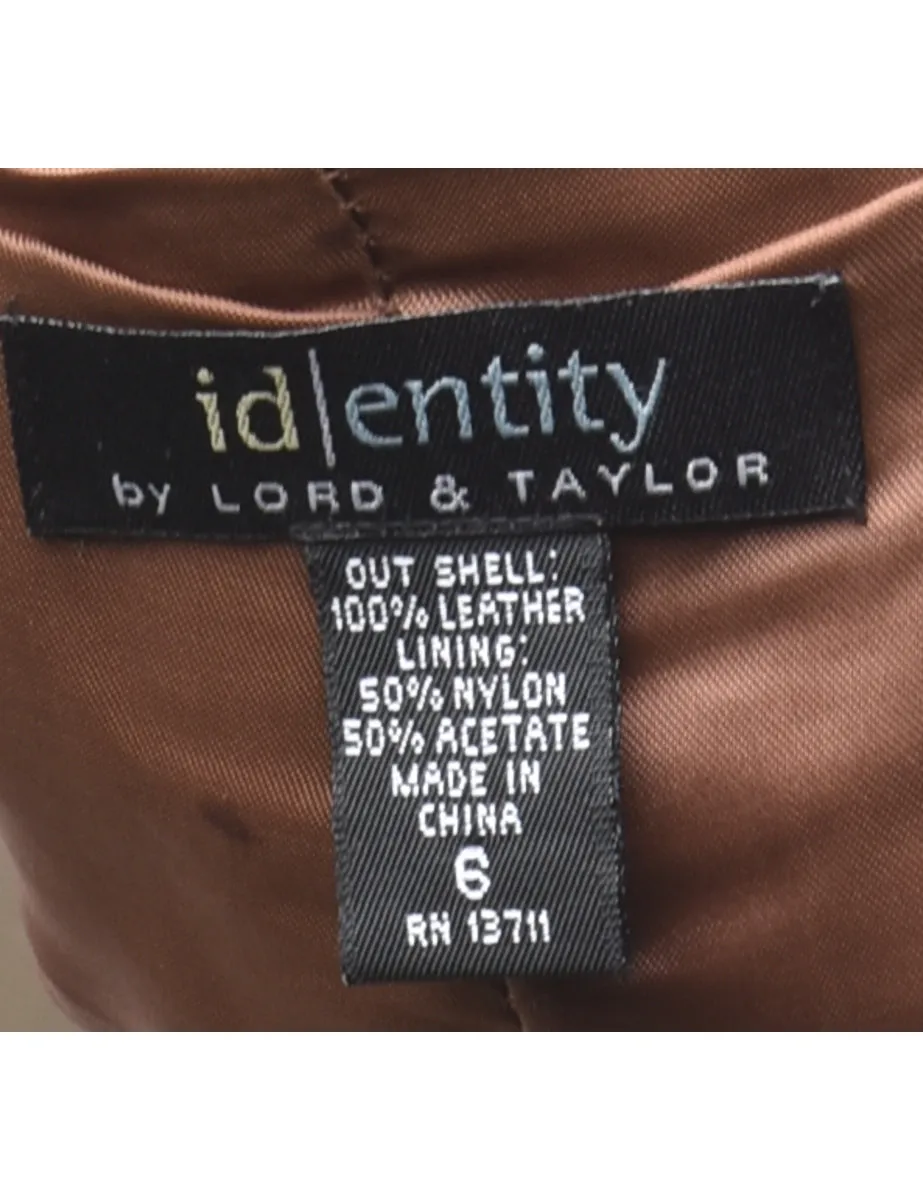 id|entity
by LORD & TAYLOR
OUT SHELL:
100% LEATHER
LINING:
50% NYLON
50% ACETATE
MADE IN
CHINA
6
RN 13711